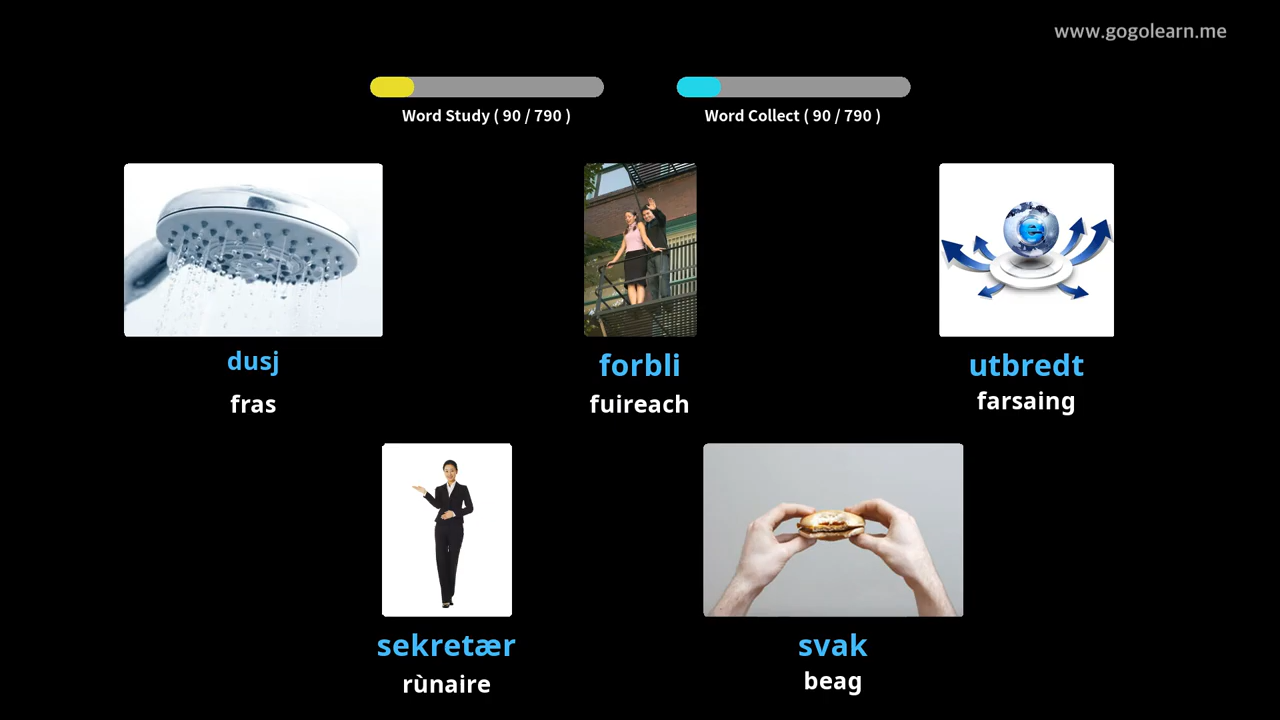 www.gogolearn.me
Word Study ( 90 / 790 )
Word Collect ( 90 / 790 )
dusj
forbli
utbredt
fras
fuireach
farsaing
sekretær
svak
rùnaire
beag